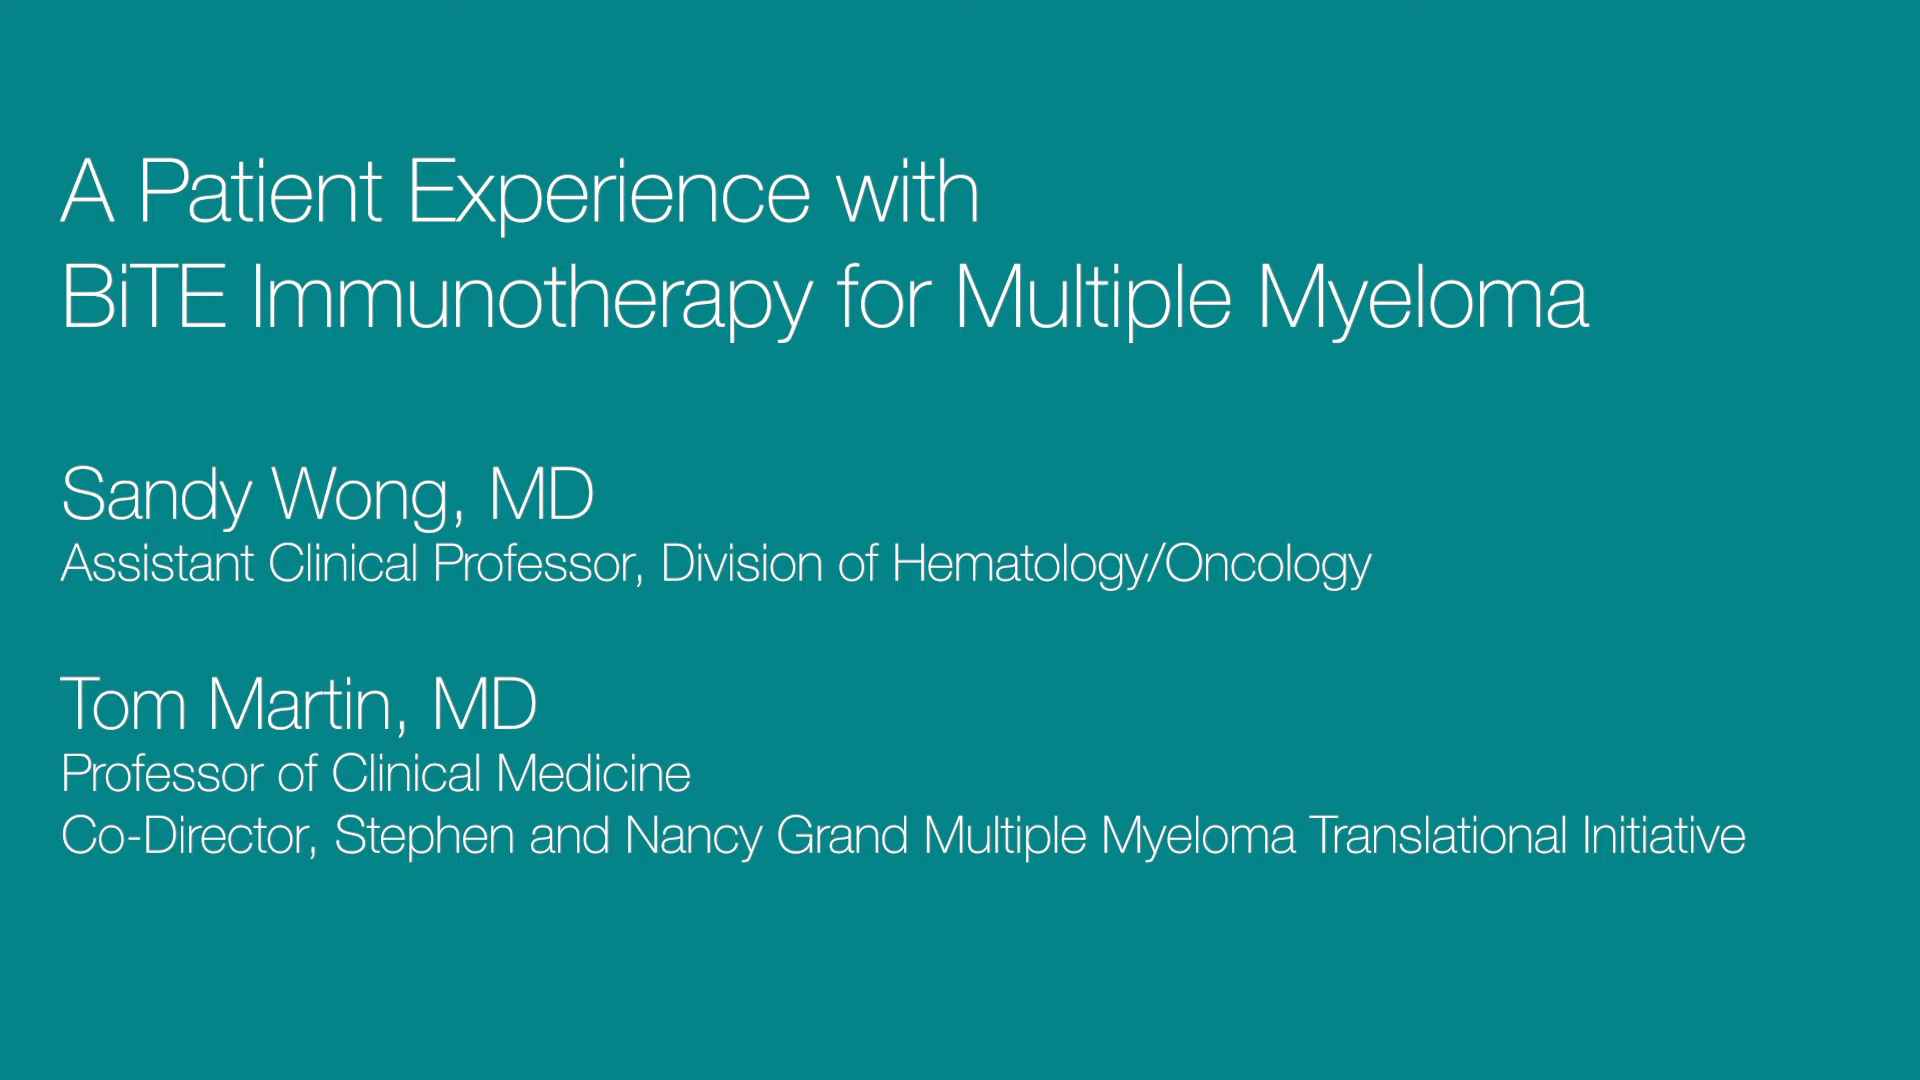 A Patient Experience with
BiTE Immunotherapy for Multiple Myeloma
Sandy Wong, MD
Assistant Clinical Professor, Division of Hematology/Oncology
Tom Martin, MD
Professor of Clinical Medicine
Co-Director, Stephen and Nancy Grand Multiple Myeloma Translational Initiative